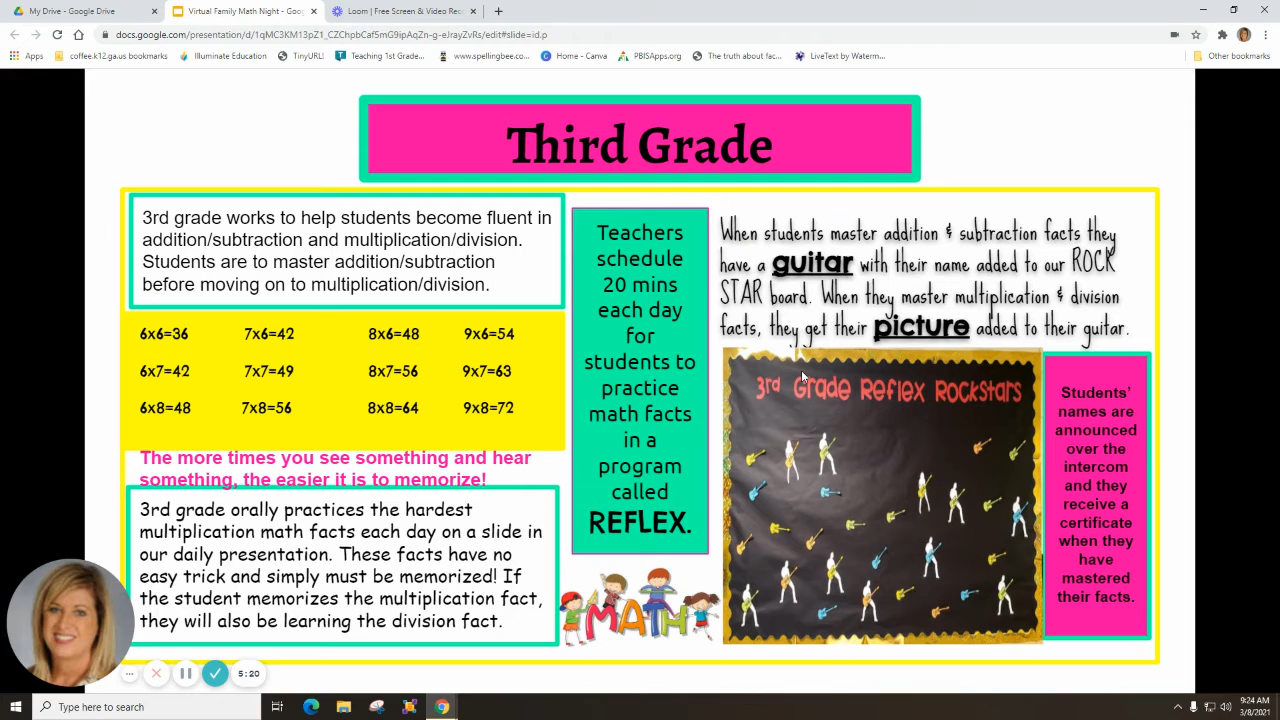 My Drive - Google Drive
Virtual Family Math Night - Goo
Loom | Free Screen & Video Rec
docs.google.com/presentation/d/1qMC3KM13pZ1_CZChpbCaf5mG9ipAqZn-g-eJrayZvRs/edit#slide=id.p
Apps
coffee.k12.ga.us bookmarks
Illuminate Education
TinyURL!
Teaching 1st Grade...
www.spellingbee.co...
Home - Canva
PBISApps.org
The truth about fac...
LiveText by Waterm...
Other bookmarks
Third Grade
3rd grade works to help students become fluent in
addition/subtraction and multiplication/division.
Students are to master addition/subtraction
before moving on to multiplication/division.
6x6=36 7x6=42 8x6=48 9x6=54
6x7=42 7x7=49 8x7=56 9x7=63
6x8=48 7x8=56 8x8=64 9x8=72
The more times you see something and hear
something, the easier it is to memorize!
3rd grade orally practices the hardest
multiplication math facts each day on a slide in
our daily presentation. These facts have no
easy trick and simply must be memorized! If
the student memorizes the multiplication fact,
they will also be learning the division fact.
Teachers
schedule
20 mins
each day
for
students to
practice
math facts
in a
program
called
REFLEX.
MATH
When students master addition & subtraction facts they
have a guitar with their name added to our ROCK
STAR board. When they master multiplication & division
facts, they get their picture added to their guitar.
3rd Grade Reflex Rockstars
Students'
names are
announced
over the
intercom
and they
receive a
certificate
when they
have
mastered
their facts.
5:20
Type here to search
9:24 AM
3/8/2021